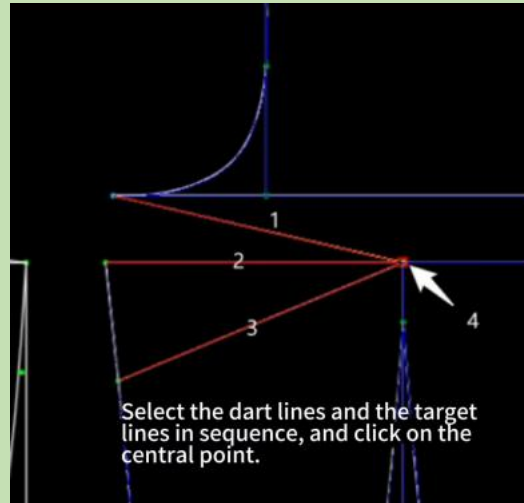 1
2
3
4
Select the dart lines and the target
lines in sequence, and click on the
central point.